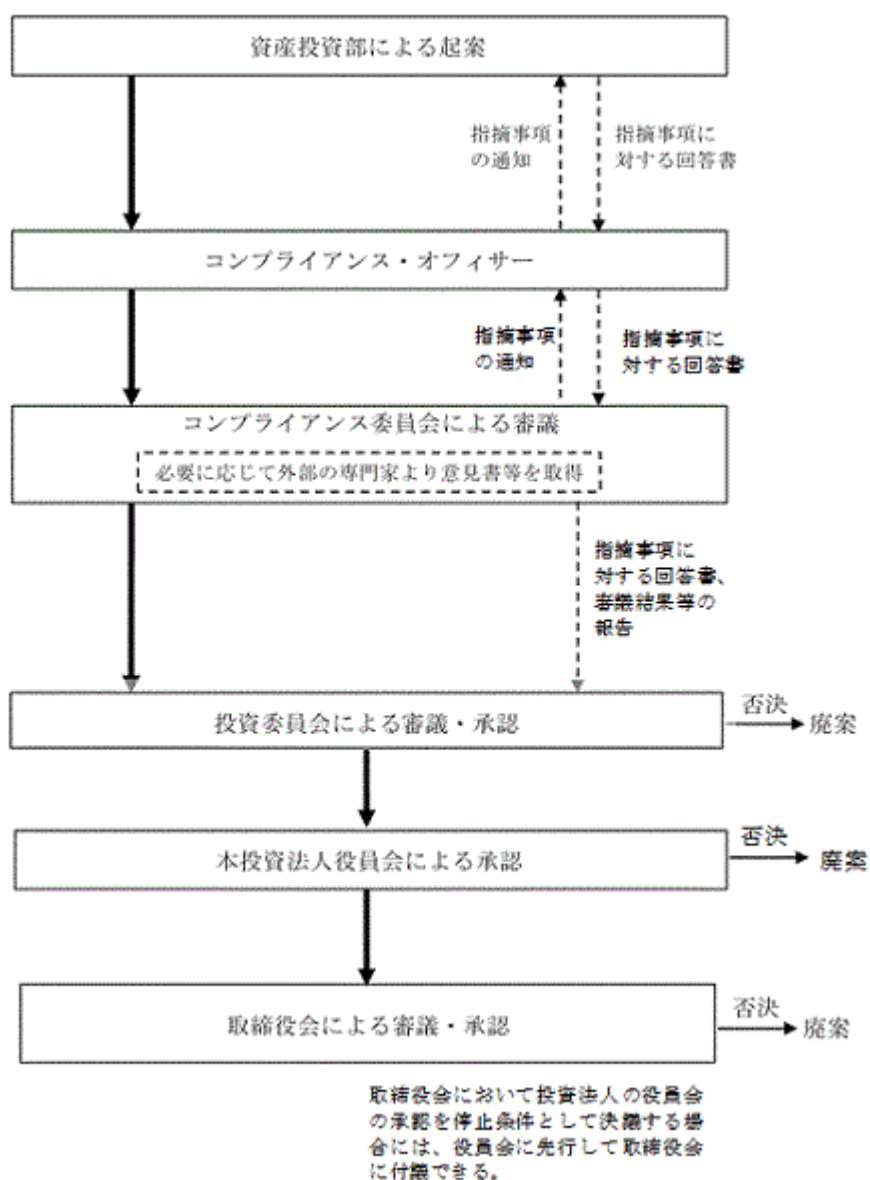 資産投資部による起案
指摘事項
の通知
指摘事項に
対する回答書
コンプライアンス・オフィサー
指摘事項
の通知
指摘事項に
対する回答書
コンプライアンス委員会による審議
必要に応じて外部の専門家より意見書等を取得
指摘事項に
対する回答書、
審議結果等の
報告
投資委員会による審議・承認
否決
廃案
本投資法人役員会による承認
否決
廃案
取締役会による審議・承認
否決
廃案
取締役会において投資法人の役員会
の承認を停止条件として決議する場
合には、役員会に先行して取締役会
に付議できる。